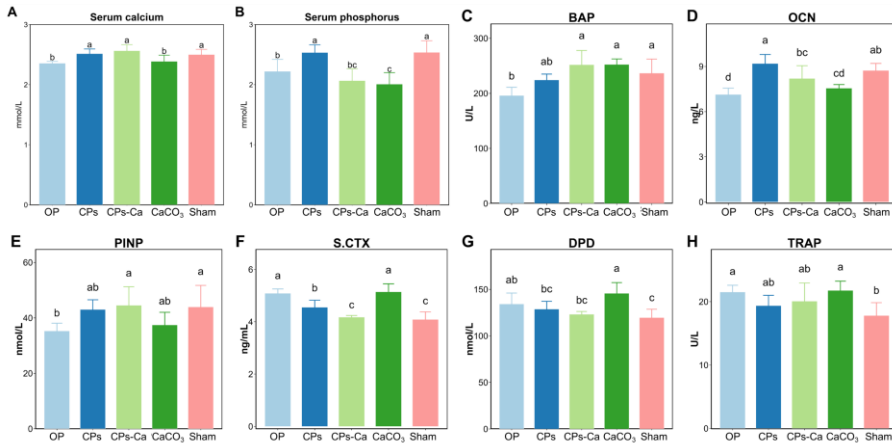 A
Serum calcium
3
2
1
0
mmol/L
b
a
a
b
a
OP CPs CPs-Ca CaCO₃ Sham
B
Serum phosphorus
3
2
1
0
mmol/L
b
a
bc
c
a
OP CPs CPs-Ca CaCO₃ Sham
C
BAP
300
200
100
0
U/L
b
ab
a
a
a
OP CPs CPs-Ca CaCO₃ Sham
D
OCN
9
6
3
0
ng/L
d
a
bc
cd
ab
OP CPs CPs-Ca CaCO₃ Sham
E
PINP
60
40
20
0
nmol/L
b
ab
a
ab
a
OP CPs CPs-Ca CaCO₃ Sham
F
S.CTX
6
4
2
0
ng/mL
a
b
c
a
c
OP CPs CPs-Ca CaCO₃ Sham
G
DPD
150
100
50
0
nmol/L
ab
bc
bc
a
c
OP CPs CPs-Ca CaCO₃ Sham
H
TRAP
20
10
0
U/L
a
ab
ab
a
b
OP CPs CPs-Ca CaCO₃ Sham